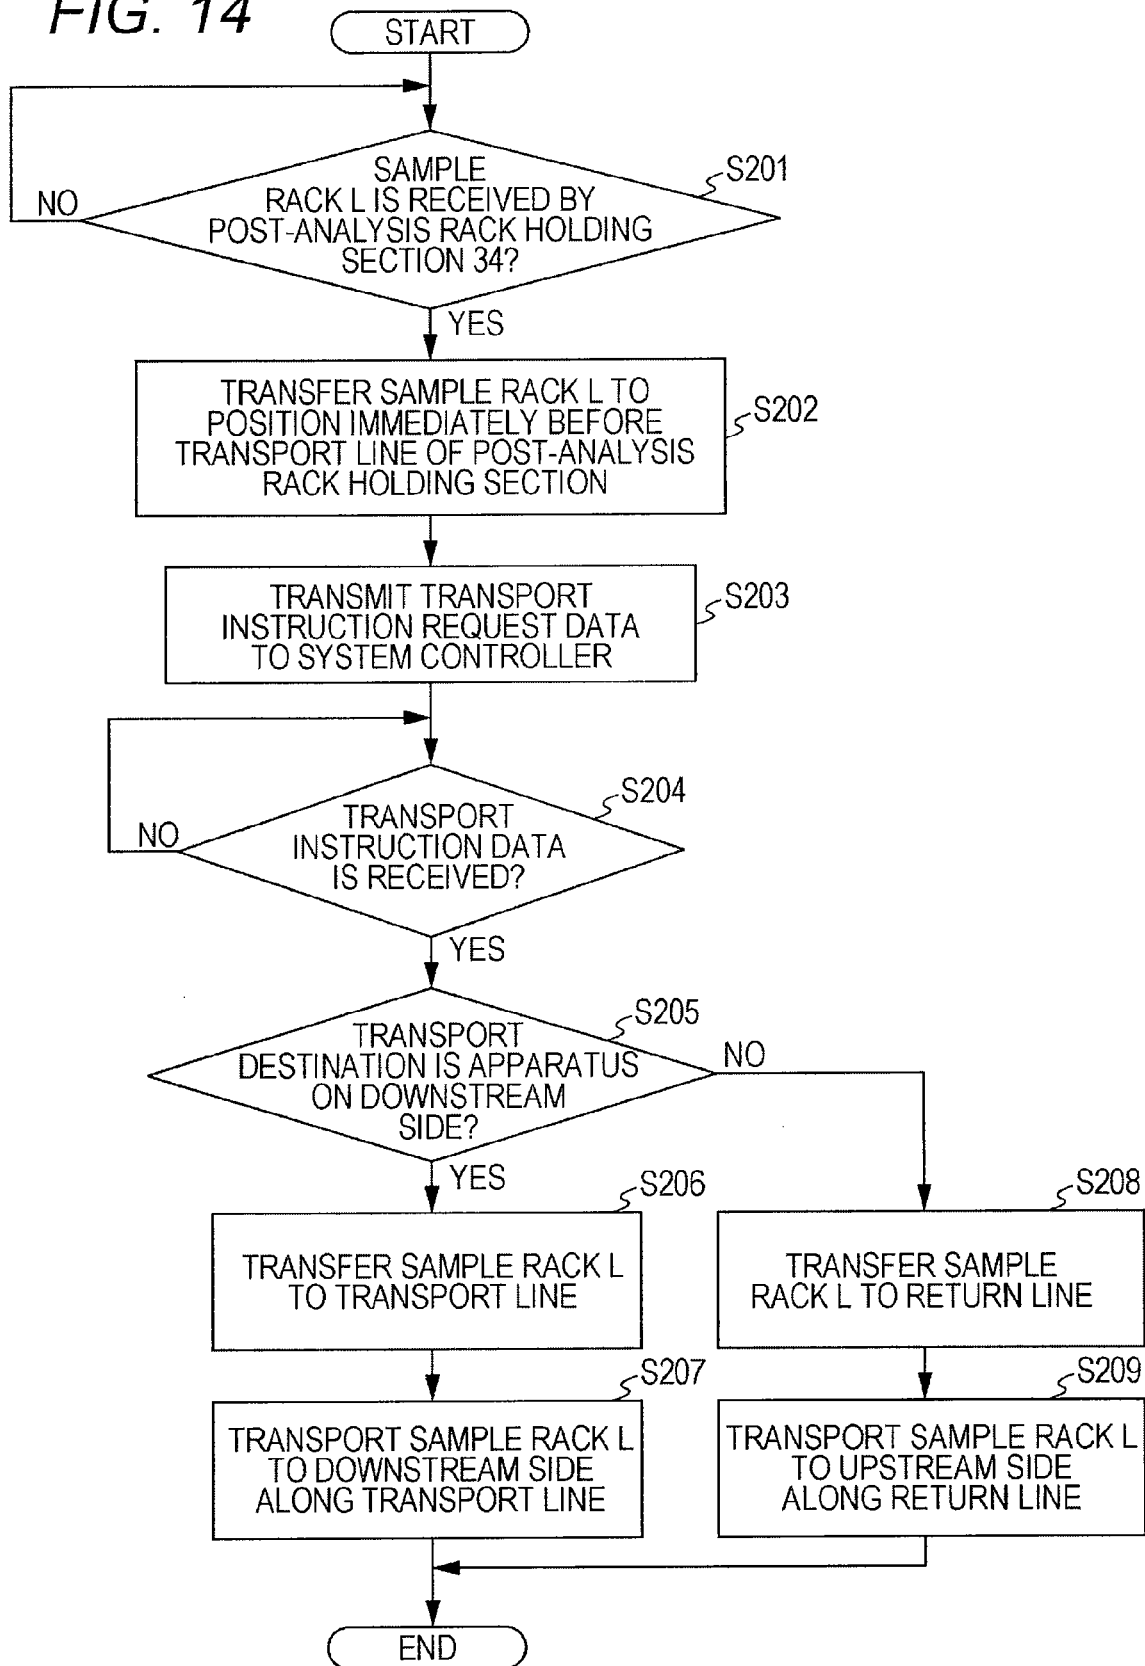 FIG. 14
START
SAMPLE
RACK L IS RECEIVED BY
POST-ANALYSIS RACK HOLDING
SECTION 34?
S201
NO
YES
TRANSFER SAMPLE RACK L TO
POSITION IMMEDIATELY BEFORE
TRANSPORT LINE OF POST-ANALYSIS
RACK HOLDING SECTION
S202
TRANSMIT TRANSPORT
INSTRUCTION REQUEST DATA
TO SYSTEM CONTROLLER
S203
TRANSPORT
INSTRUCTION DATA
IS RECEIVED?
S204
NO
YES
TRANSPORT
DESTINATION IS APPARATUS
ON DOWNSTREAM
SIDE?
S205
NO
YES
S206
TRANSFER SAMPLE RACK L
TO TRANSPORT LINE
S208
TRANSFER SAMPLE
RACK L TO RETURN LINE
S207
TRANSPORT SAMPLE RACK L
TO DOWNSTREAM SIDE
ALONG TRANSPORT LINE
S209
TRANSPORT SAMPLE RACK L
TO UPSTREAM SIDE
ALONG RETURN LINE
END